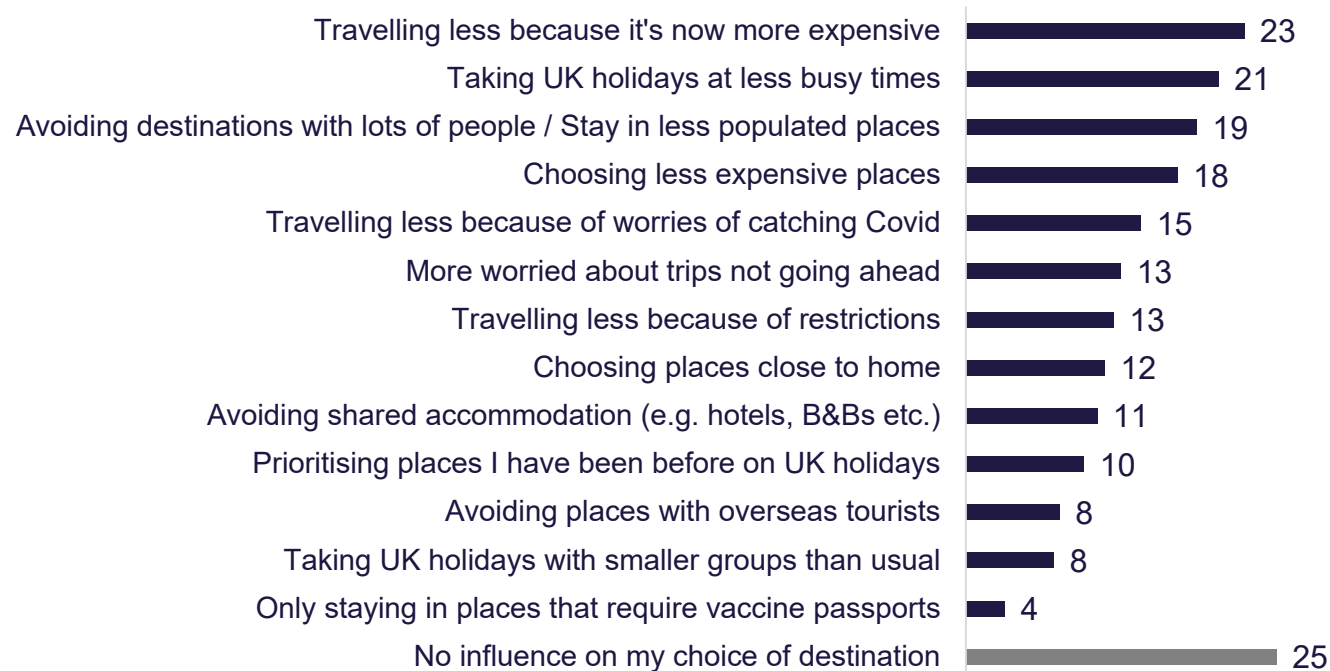 Travelling less because it's now more expensive 23
Taking UK holidays at less busy times 21
Avoiding destinations with lots of people / Stay in less populated places 19
Choosing less expensive places 18
Travelling less because of worries of catching Covid 15
More worried about trips not going ahead 13
Travelling less because of restrictions 13
Choosing places close to home 12
Avoiding shared accommodation (e.g. hotels, B&Bs etc.) 11
Prioritising places I have been before on UK holidays 10
Avoiding places with overseas tourists 8
Taking UK holidays with smaller groups than usual 8
Only staying in places that require vaccine passports 4
No influence on my choice of destination 25